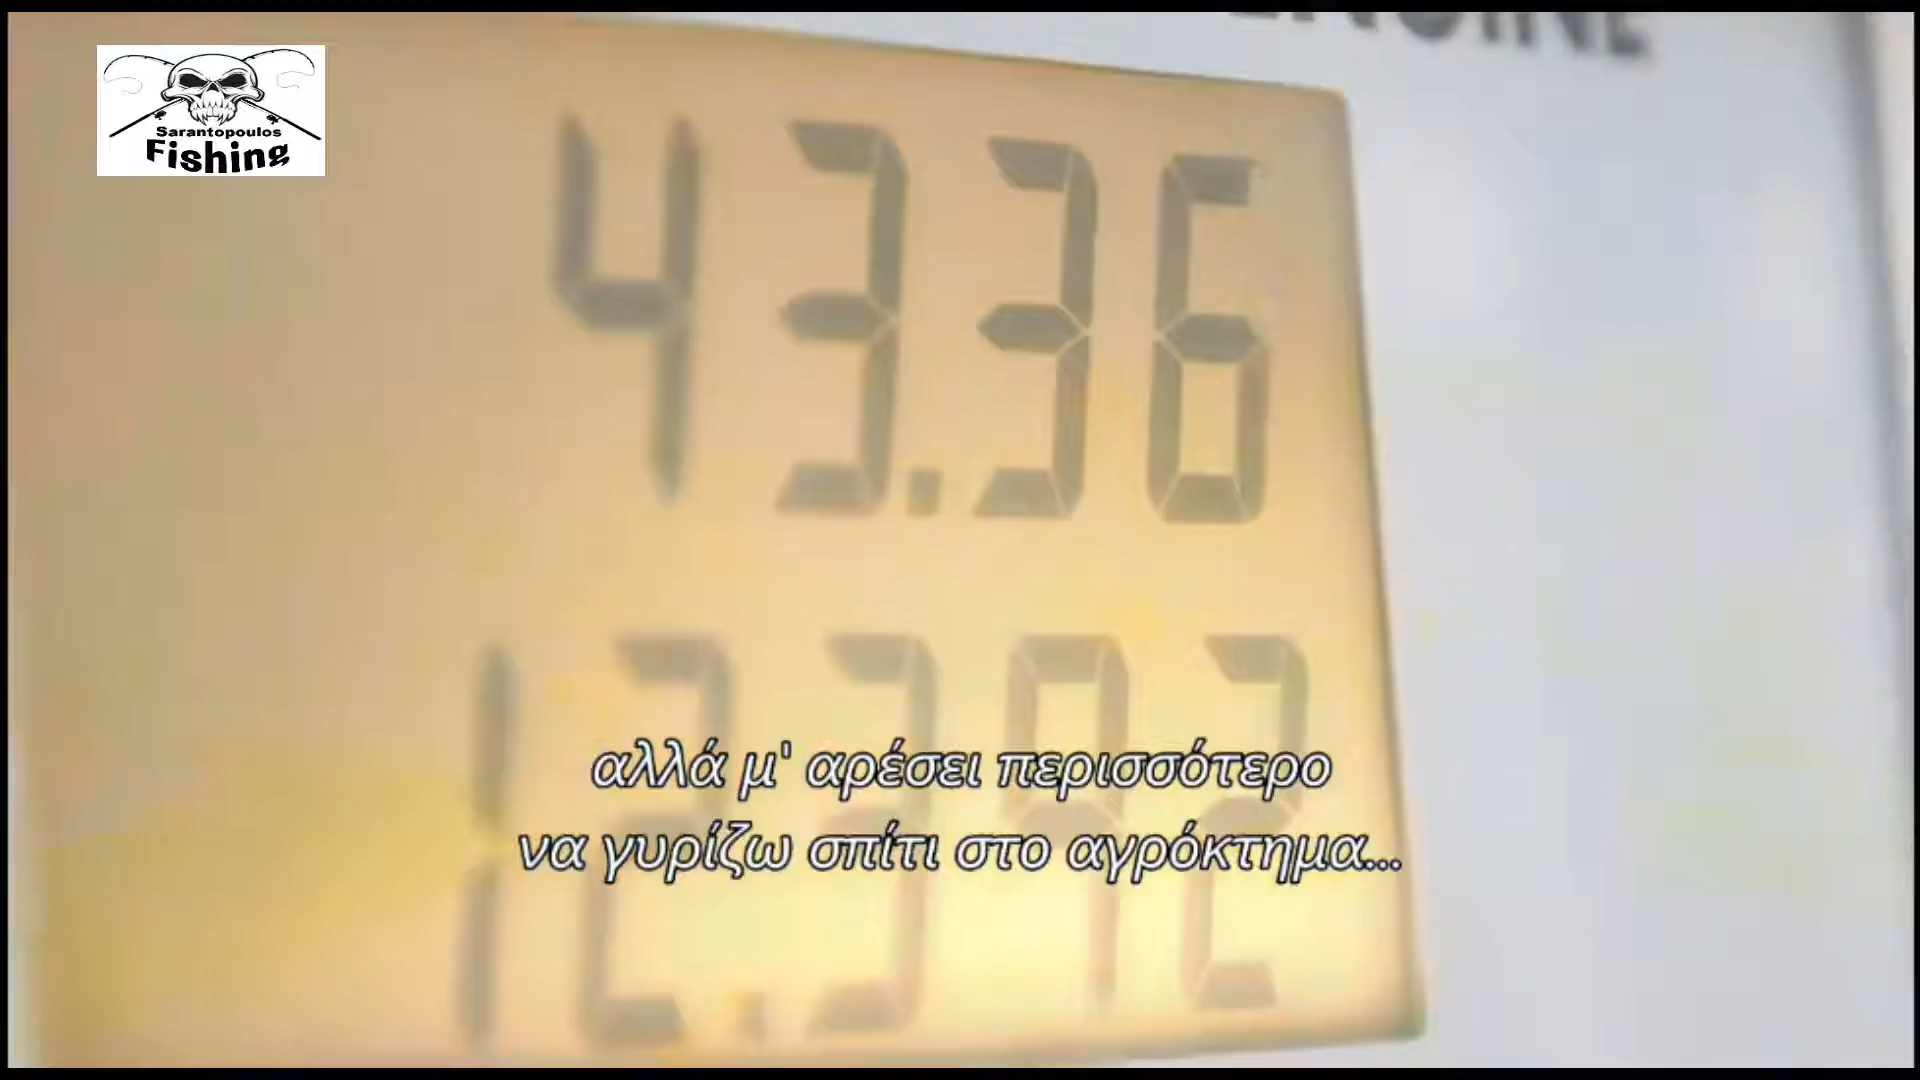 Sarantopoulos
Fishing
43.36
αλλά μ' αρέσει περισσότερο
να γυρίζω σπίτι στο αγρόκτημα...